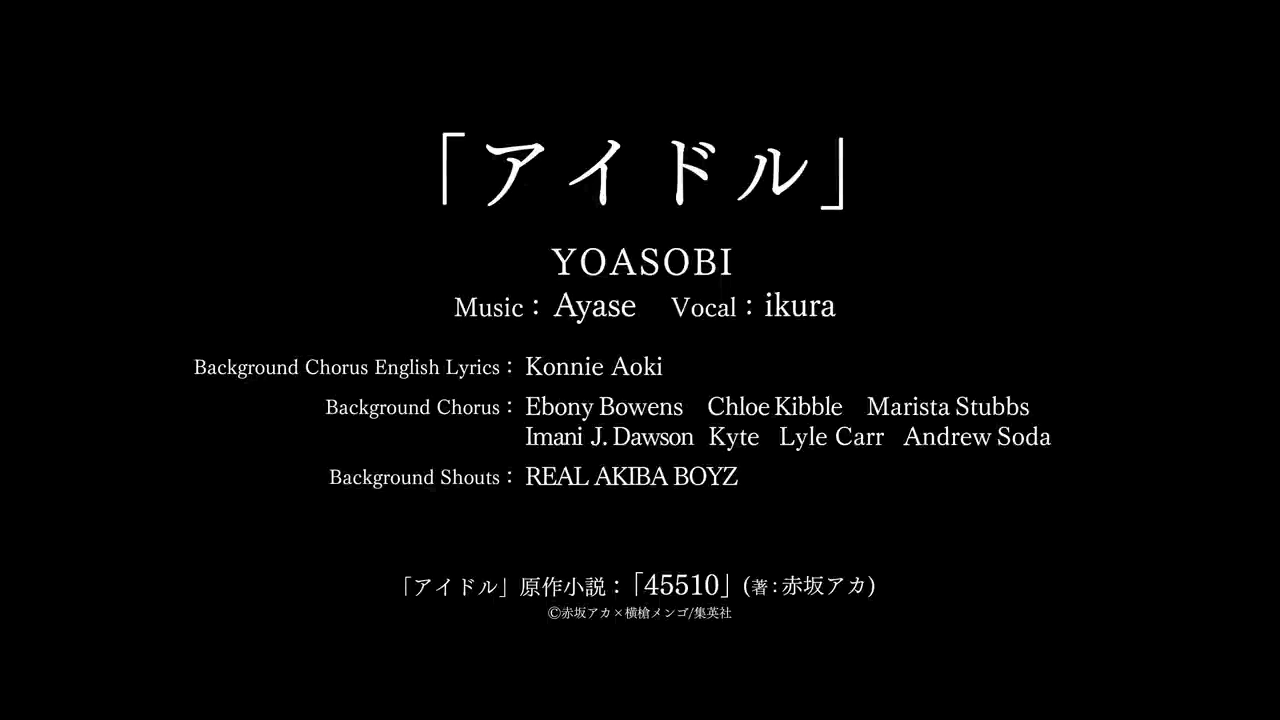 「アイドル」
YOASOBI
Music： Ayase　Vocal：ikura
Background Chorus English Lyrics： Konnie Aoki
Background Chorus： Ebony Bowens　Chloe Kibble　Marista Stubbs
Imani J. Dawson　Kyte　Lyle Carr　Andrew Soda
Background Shouts： REAL AKIBA BOYZ
「アイドル」原作小説：「45510」(著：赤坂アカ)
©赤坂アカ×横槍メンゴ/集英社